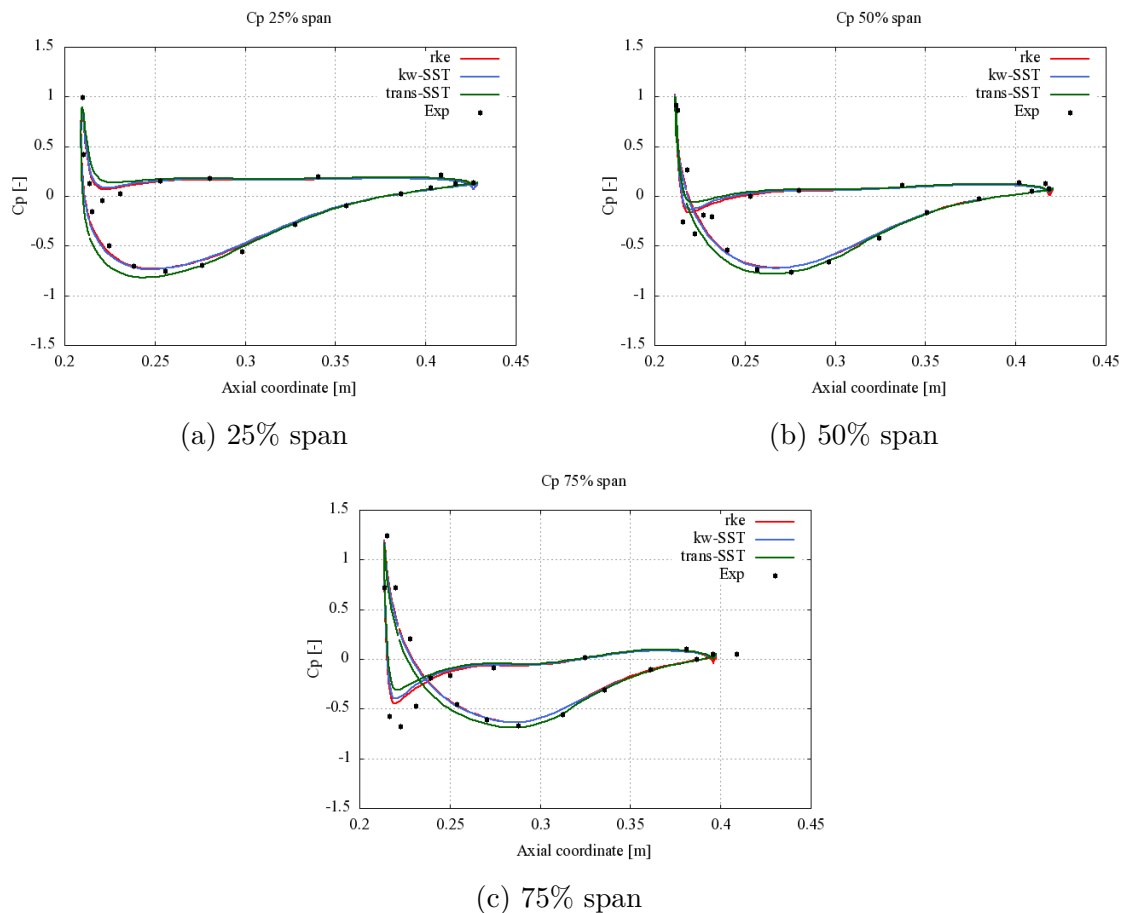 Cp 25% span
1.5
1
0.5
0
-0.5
-1
-1.5
Cp [-]
rke
kw-SST
trans-SST
Exp
0.2 0.25 0.3 0.35 0.4 0.45
Axial coordinate [m]
(a) 25% span
Cp 50% span
1.5
1
0.5
0
-0.5
-1
-1.5
Cp [-]
rke
kw-SST
trans-SST
Exp
0.2 0.25 0.3 0.35 0.4 0.45
Axial coordinate [m]
(b) 50% span
Cp 75% span
1.5
1
0.5
0
-0.5
-1
-1.5
Cp [-]
rke
kw-SST
trans-SST
Exp
0.2 0.25 0.3 0.35 0.4 0.45
Axial coordinate [m]
(c) 75% span